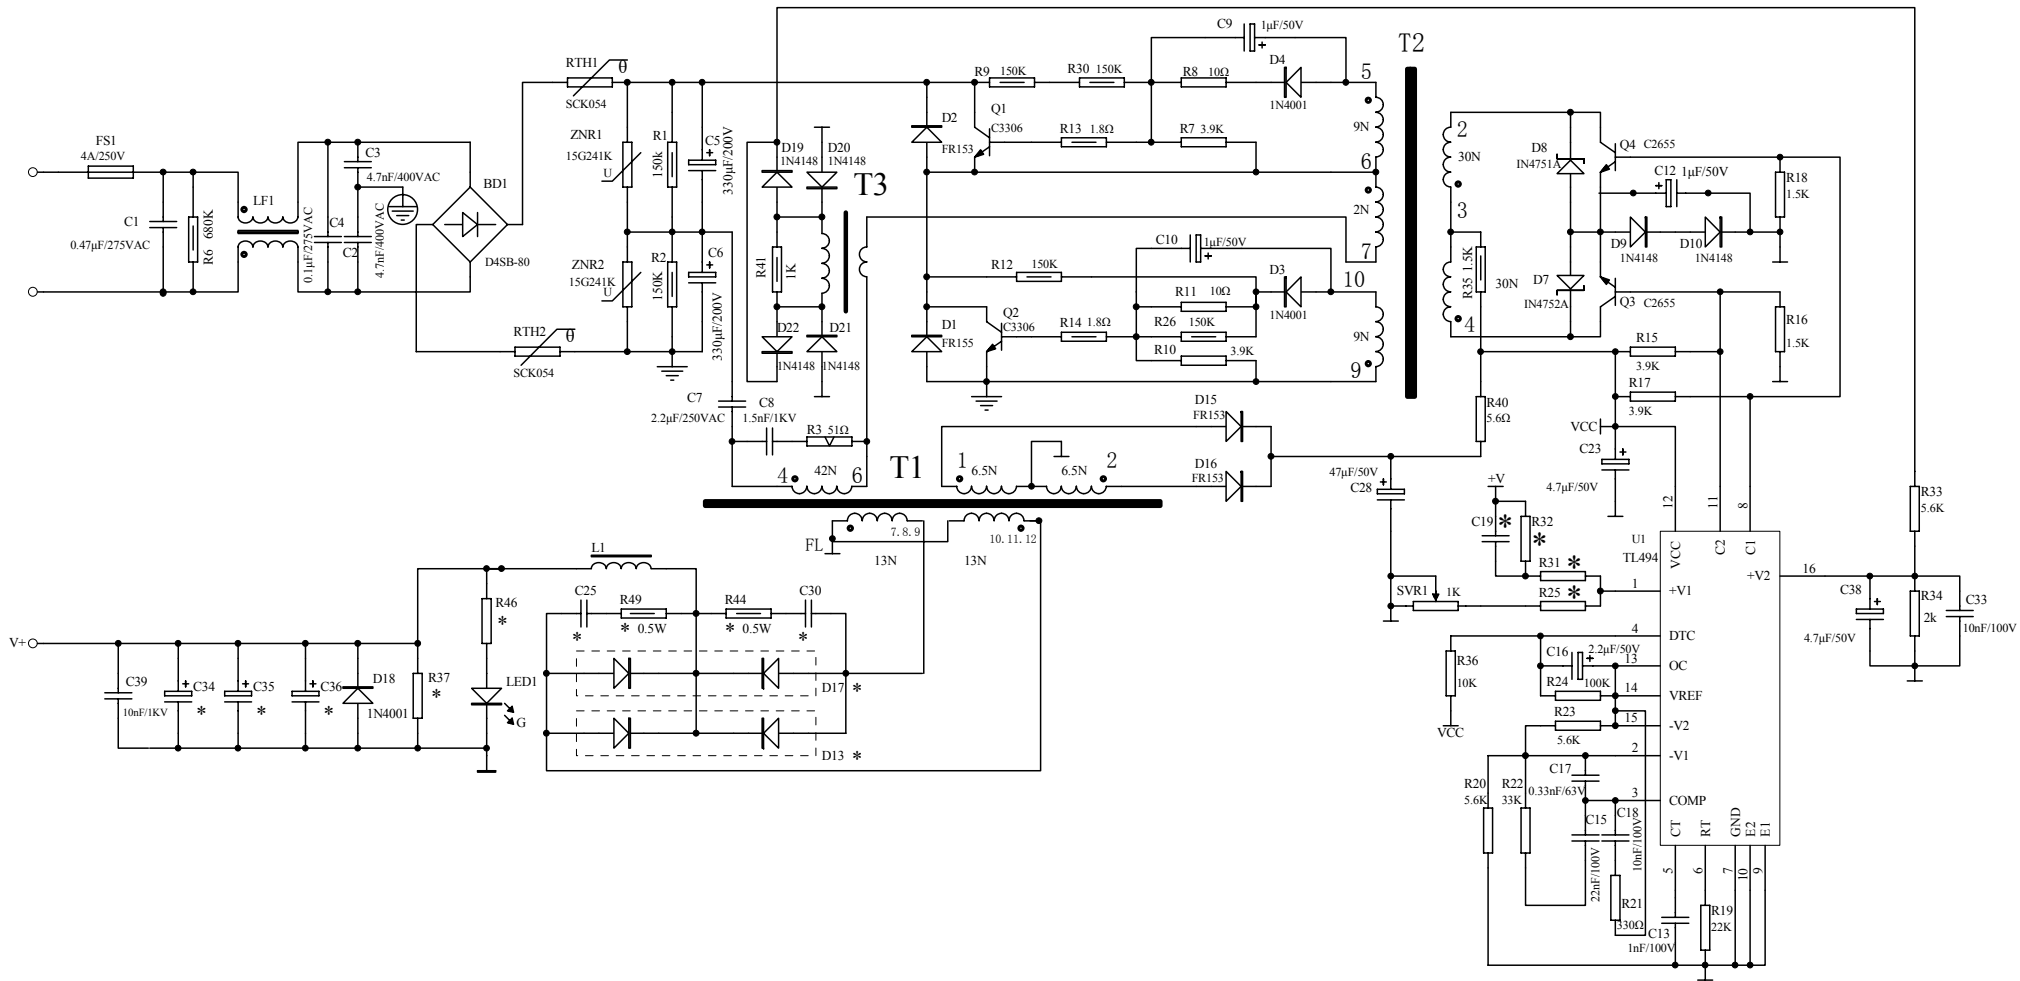 FS1
4A/250V
C1
0.47μF/275VAC
R6 680K
LF1
C4
0.1μF/275VAC
C3
4.7nF/400VAC
C2
4.7nF/400VAC
BD1
D4SB-80
RTH1
θ
SCK054
RTH2
θ
SCK054
ZNR1
15G241K
U
ZNR2
15G241K
U
R1
150k
R2
150K
C5
+
330μF/200V
C6
+
330μF/200V
D19
1N4148
D20
1N4148
T3
R41
1K
D22
1N4148
D21
1N4148
C7
2.2μF/250VAC
C8
1.5nF/1KV
R3 51Ω
D2
FR153
Q1
C3306
R9 150K
R30 150K
R13 1.8Ω
C9
1μF/50V
+
R8 10Ω
D4
1N4001
R7 3.9K
5
9N
6
2N
7
T2
C10
1μF/50V
+
R12 150K
R11 10Ω
D3
1N4001
10
D1
FR155
Q2
C3306
R14 1.8Ω
R26
150K
R10
3.9K
9N
9
2
30N
3
R35 1.5K
30N
4
D8
IN4751A
Q4 C2655
C12
1μF/50V
+
D9
1N4148
D10
1N4148
R18
1.5K
D7
IN4752A
Q3 C2655
R16
1.5K
R15
3.9K
R17
3.9K
R40
5.6Ω
VCC
C23
+
4.7μF/50V
T1
4
42N
6
1
6.5N
6.5N
2
D15
FR153
D16
FR153
47μF/50V
+
C28
FL
7.8.9
13N
10.11.12
13N
+V
C19 *
R32
*
R31 *
R25 *
SVR1 1K
U1
TL494
12
11
8
VCC
C2
C1
1
+V1
16
+V2
4
DTC
13
OC
14
VREF
15
-V2
2
-V1
3
COMP
CT
RT
GND
E2
E1
5
6
7
10
9
R33
5.6K
C38
+
4.7μF/50V
R34
2k
C33
10nF/100V
R36
10K
VCC
C16 2.2μF/50V
+
R24 100K
R23
5.6K
R20
5.6K
R22
33K
C17
0.33nF/63V
C15
22nF/100V
C18
10nF/100V
R21
330Ω
C13
1nF/100V
R19
22K
V+
C39
10nF/1KV
+
C34
*
+
C35
*
+
C36
*
D18
1N4001
R37
*
R46
*
LED1
G
L1
C25
*
R49
* 0.5W
R44
* 0.5W
C30
*
D17 *
D13 *